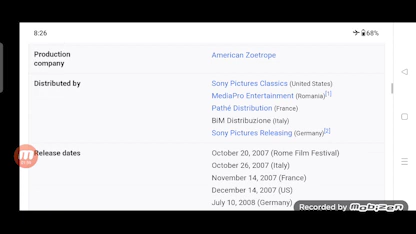 8:26
68%
Production company American Zoetrope
Distributed by Sony Pictures Classics (United States)
MediaPro Entertainment (Romania)[1]
Pathé Distribution (France)
BiM Distribuzione (Italy)
Sony Pictures Releasing (Germany)[2]
Release dates October 20, 2007 (Rome Film Festival)
October 26, 2007 (Italy)
November 14, 2007 (France)
December 14, 2007 (US)
July 10, 2008 (Germany)
Recorded by Mobizen